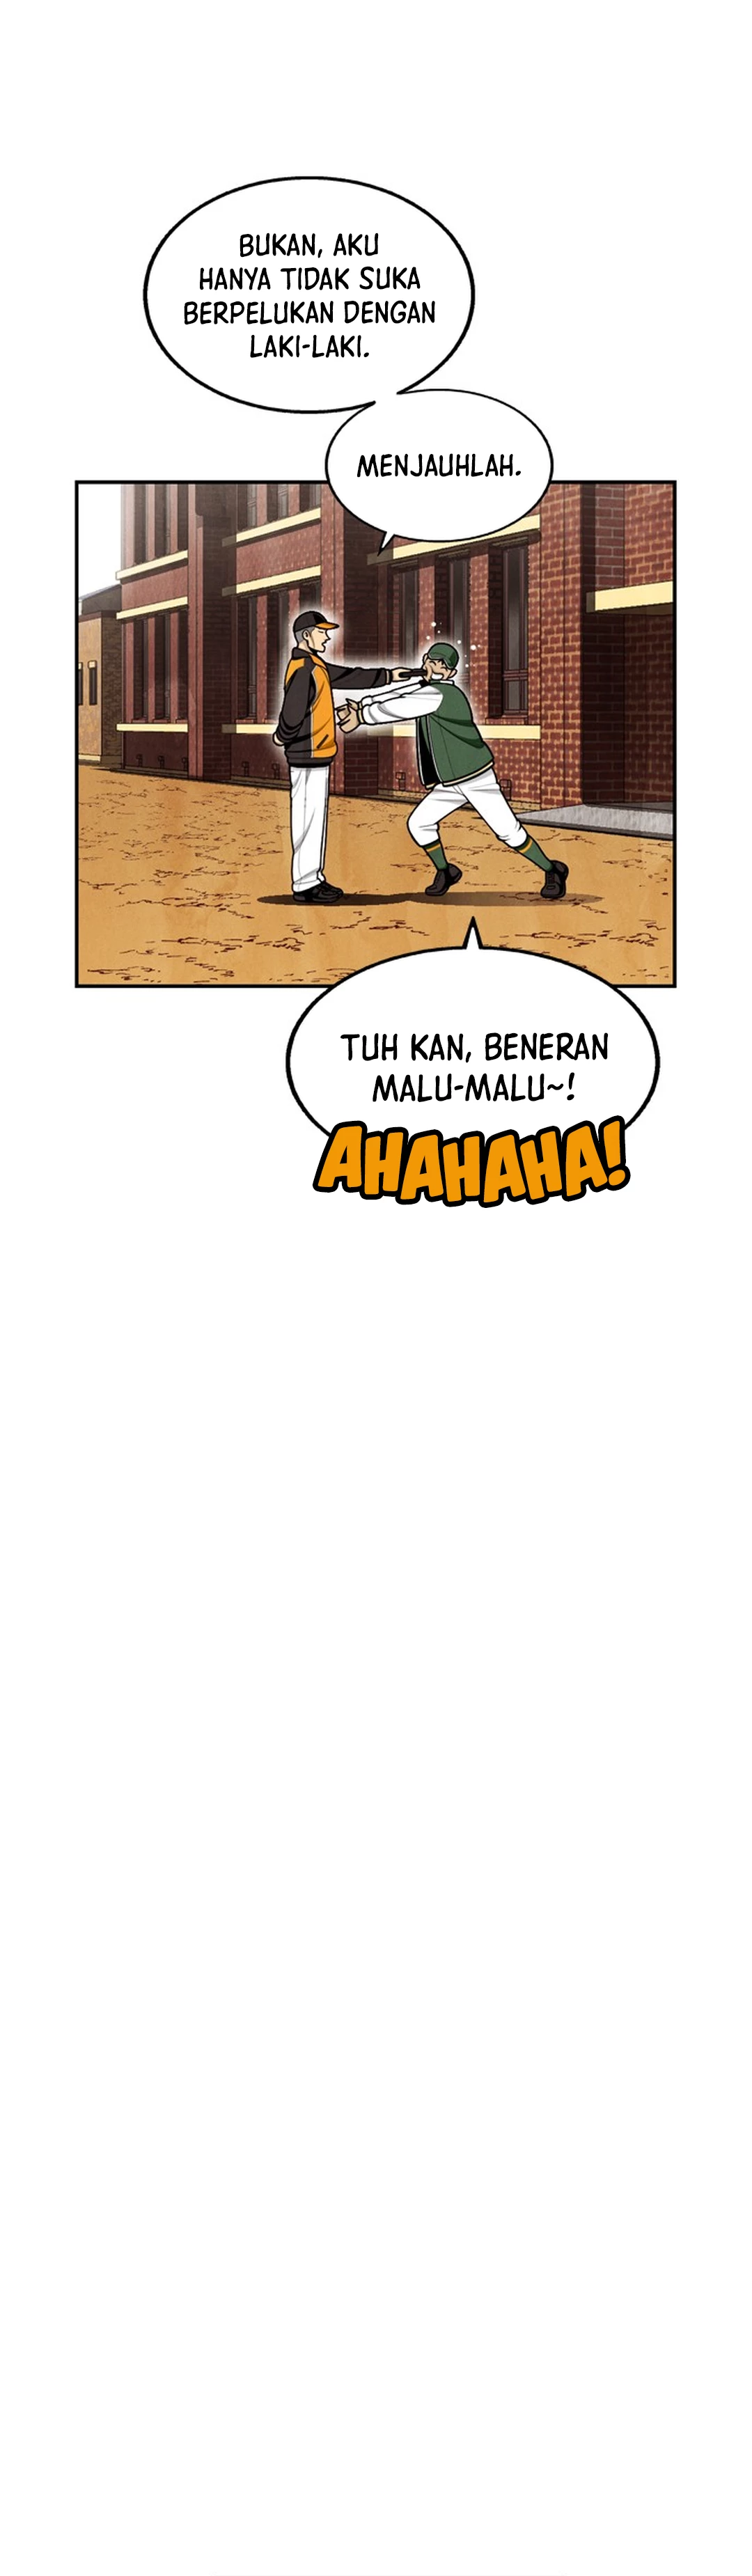 BUKAN, AKU
HANYA TIDAK SUKA
BERPELUKAN DENGAN
LAKI-LAKI.
MENJAUHLAH.
TUH KAN, BENERAN
MALU-MALU~!
AHAHAHA!